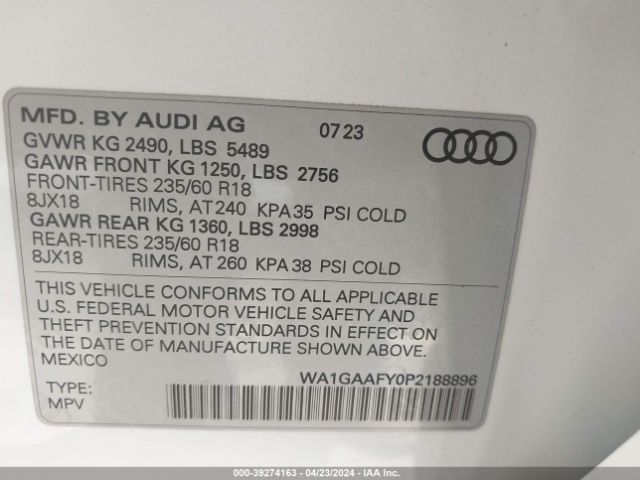 MFD. BY AUDI AG 07 23
GVWR KG 2490, LBS 5489
GAWR FRONT KG 1250, LBS 2756
FRONT-TIRES 235/60 R18
8JX18 RIMS, AT 240 KPA 35 PSI COLD
GAWR REAR KG 1360, LBS 2998
REAR-TIRES 235/60 R18
8JX18 RIMS, AT 260 KPA 38 PSI COLD
THIS VEHICLE CONFORMS TO ALL APPLICABLE
U.S. FEDERAL MOTOR VEHICLE SAFETY AND
THEFT PREVENTION STANDARDS IN EFFECT ON
THE DATE OF MANUFACTURE SHOWN ABOVE.
MEXICO
WA1GAAFY0P2188896
TYPE:
MPV
000-39274163 - 04/23/2024 - IAA Inc.